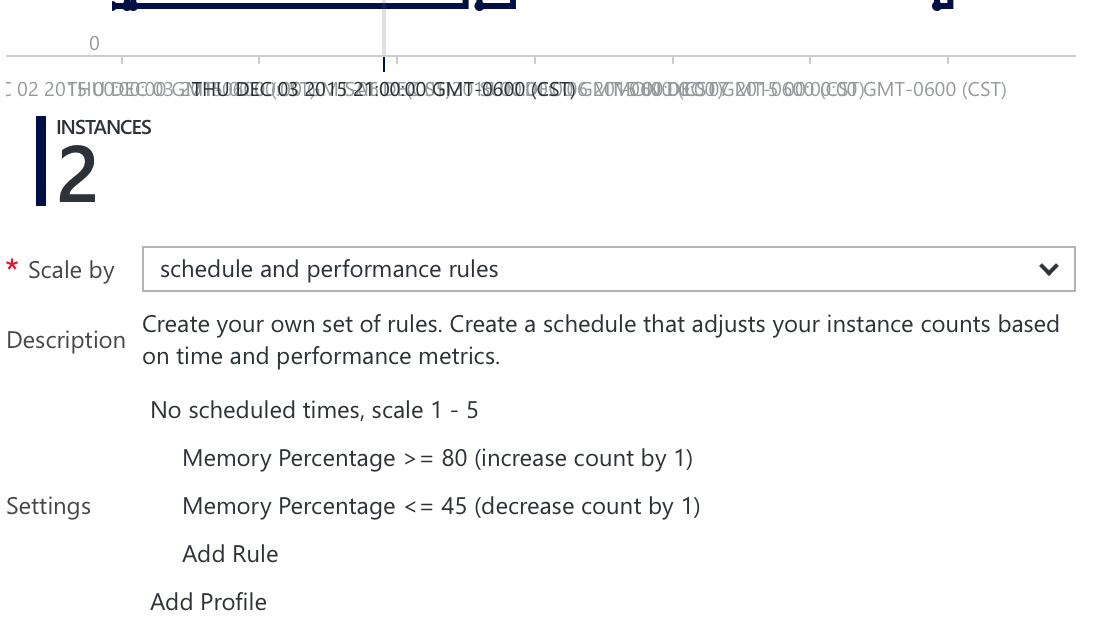 0
THU DEC 03 2015 21:00:00 GMT-0600 (CST) GMT-0600 (CST)
INSTANCES
2
* Scale by schedule and performance rules
Description Create your own set of rules. Create a schedule that adjusts your instance counts based
on time and performance metrics.
No scheduled times, scale 1 - 5
Memory Percentage >= 80 (increase count by 1)
Settings Memory Percentage <= 45 (decrease count by 1)
Add Rule
Add Profile